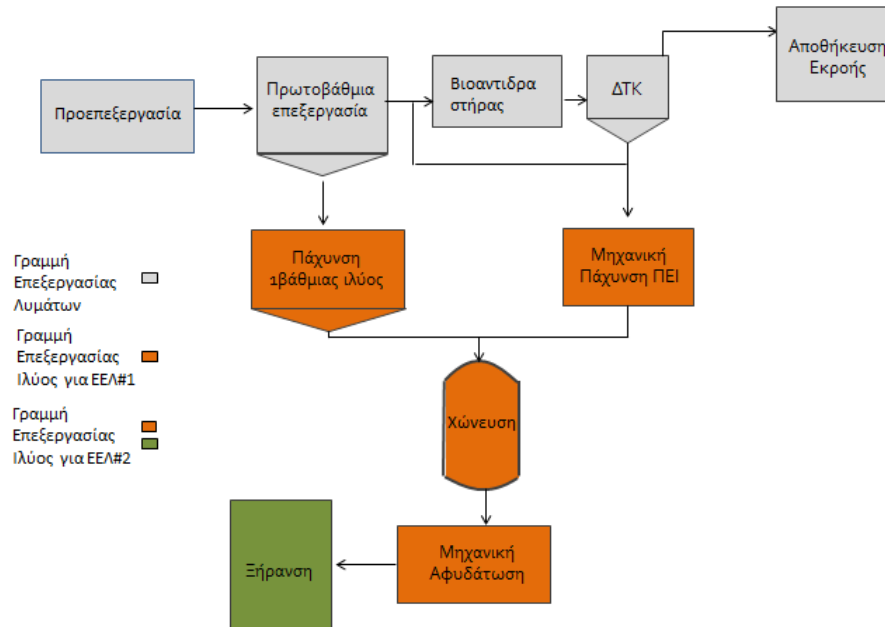 Αποθήκευση
Εκροής
Προεπεξεργασία
Πρωτοβάθμια
επεξεργασία
Βιοαντιδρα
στήρας
ΔΤΚ
Γραμμή
Επεξεργασίας
Λυμάτων
Πάχυνση
1βάθμιας ιλύος
Μηχανική
Πάχυνση ΠΕΙ
Γραμμή
Επεξεργασίας
Ιλύος για ΕΕΛ#1
Γραμμή
Επεξεργασίας
Ιλύος για ΕΕΛ#2
Χώνευση
Μηχανική
Αφυδάτωση
Ξήρανση